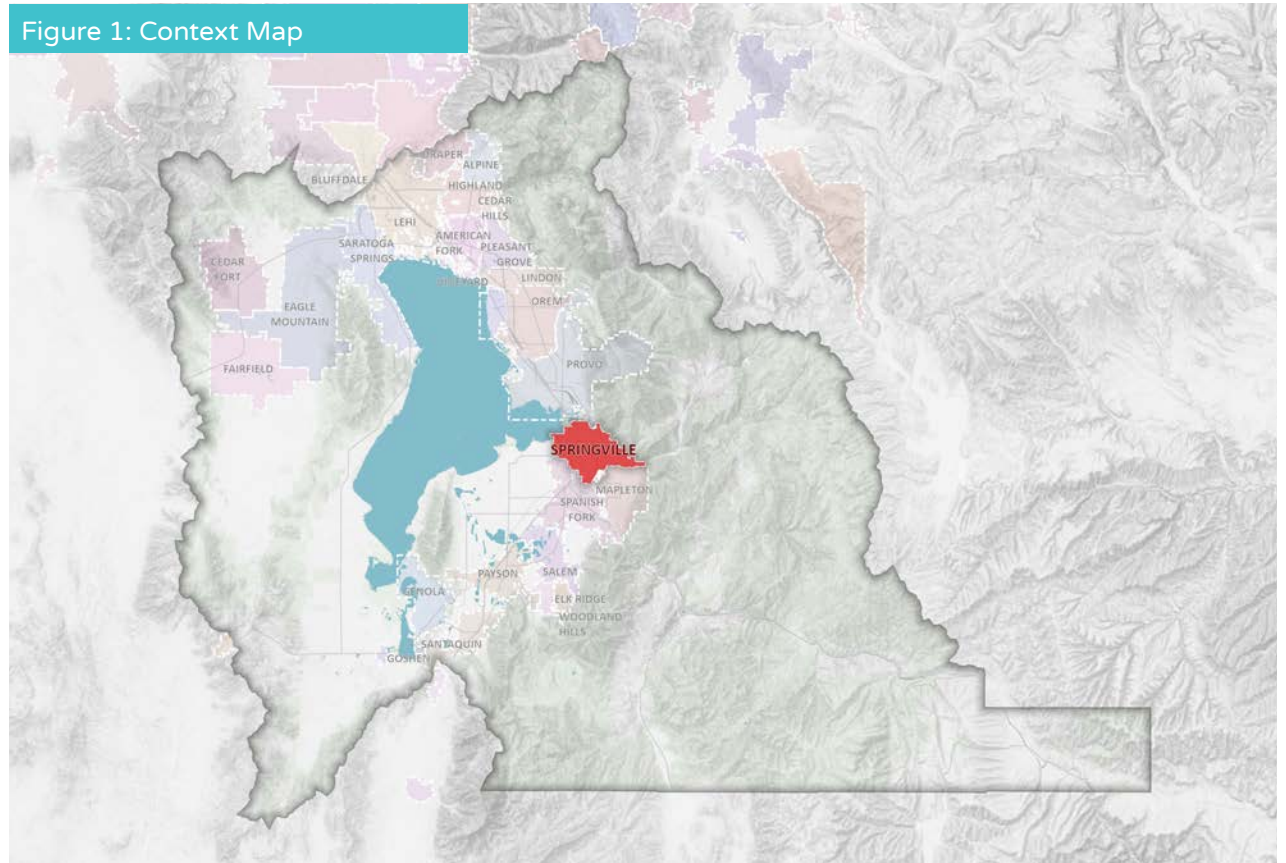 Figure 1: Context Map
DRAPER
ALPINE
BLUFFDALE
HIGHLAND
CEDAR
HILLS
LEHI
AMERICAN
FORK
SARATOGA
SPRINGS
PLEASANT
GROVE
CEDAR
FORT
LINDON
VINEYARD
OREM
EAGLE
MOUNTAIN
PROVO
FAIRFIELD
SPRINGVILLE
MAPLETON
SPANISH
FORK
PAYSON
SALEM
GENOLA
ELK RIDGE
WOODLAND
HILLS
SANTAQUIN
GOSHEN